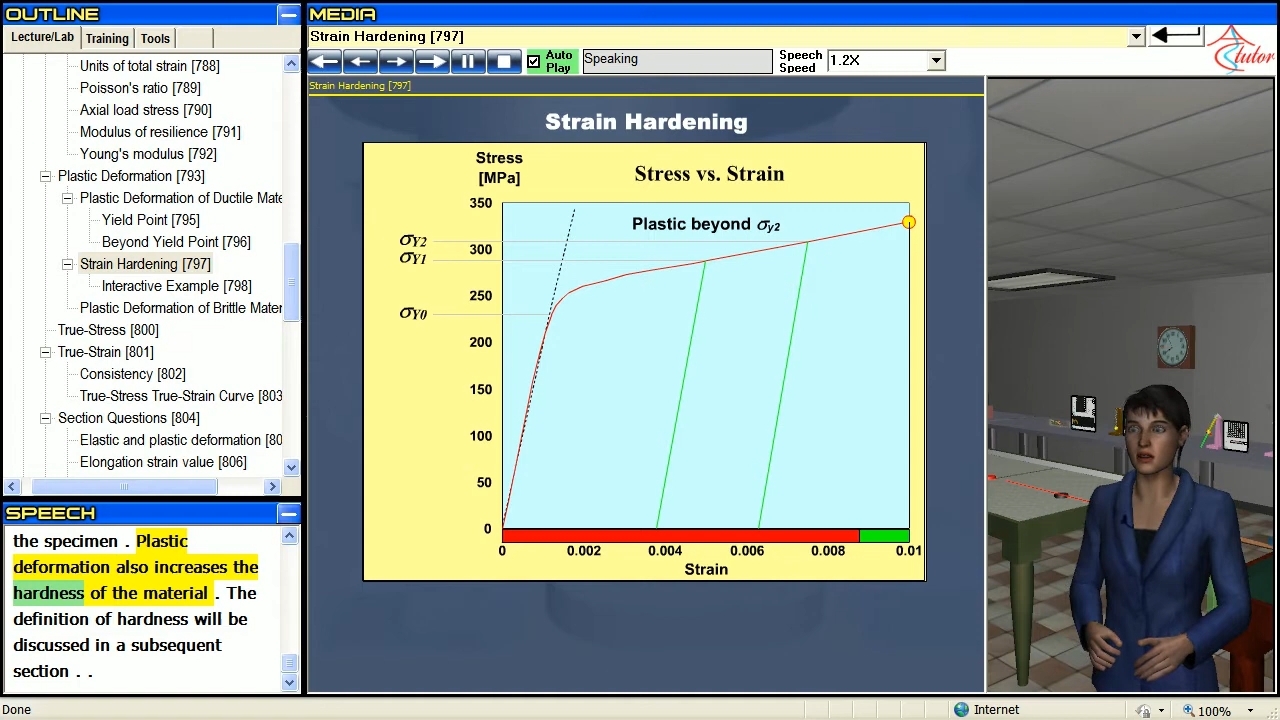 OUTLINE
Lecture/Lab
Training
Tools
Units of total strain [788]
Poisson's ratio [789]
Axial load stress [790]
Modulus of resilience [791]
Young's modulus [792]
Plastic Deformation [793]
Plastic Deformation of Ductile Mate
Yield Point [795]
Beyond Yield Point [796]
Strain Hardening [797]
Interactive Example [798]
Plastic Deformation of Brittle Mater
True-Stress [800]
True-Strain [801]
Consistency [802]
True-Stress True-Strain Curve [803
Section Questions [804]
Elastic and plastic deformation [80
Elongation strain value [806]
SPEECH
the specimen . Plastic
deformation also increases the
hardness of the material . The
definition of hardness will be
discussed in a subsequent
section . .
MEDIA
Strain Hardening [797]
Auto
Play
Speaking
Speech
Speed
1.2X
tutor
Strain Hardening [797]
Strain Hardening
Stress
[MPa]
Stress vs. Strain
Plastic beyond σy2
350
300
250
200
150
100
50
0
σY2
σY1
σY0
0 0.002 0.004 0.006 0.008 0.01
Strain
Done
Internet
100%